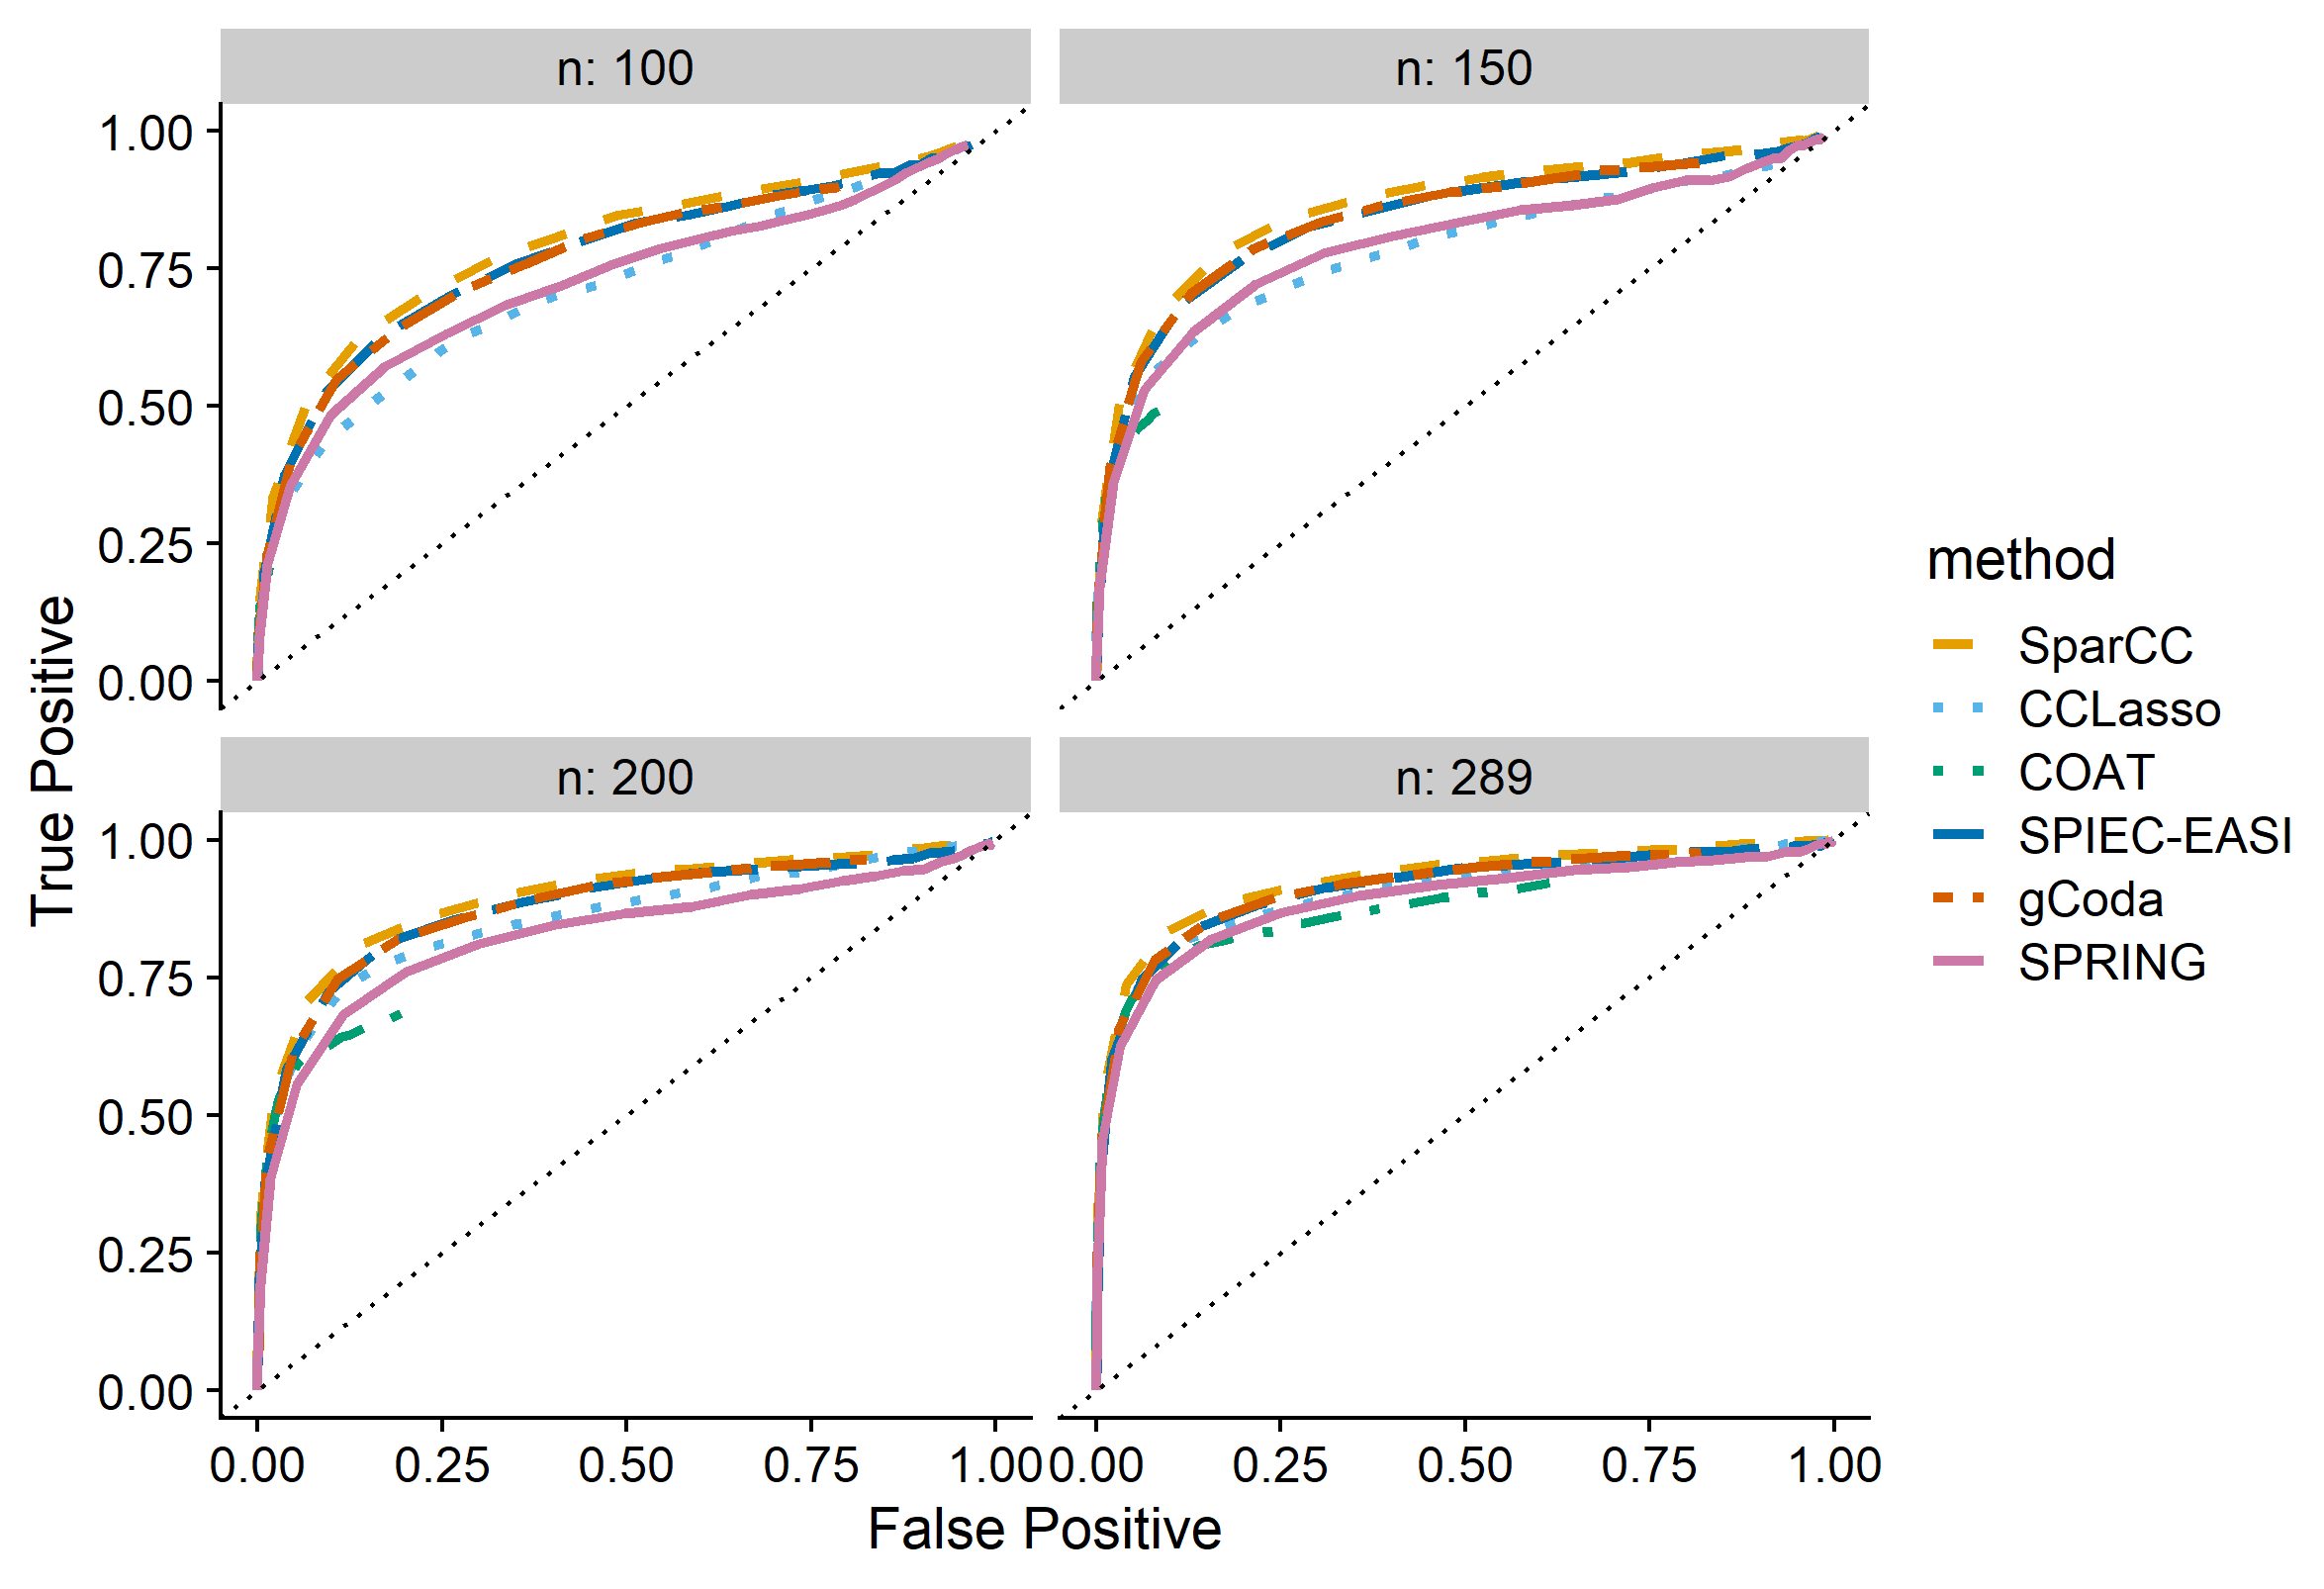 n: 100
n: 150
1.00
0.75
0.50
0.25
0.00
n: 200
n: 289
1.00
0.75
0.50
0.25
0.00
0.00 0.25 0.50 0.75 1.00
0.00 0.25 0.50 0.75 1.00
False Positive
True Positive
method
SparCC
CCLasso
COAT
SPIEC-EASI
gCoda
SPRING